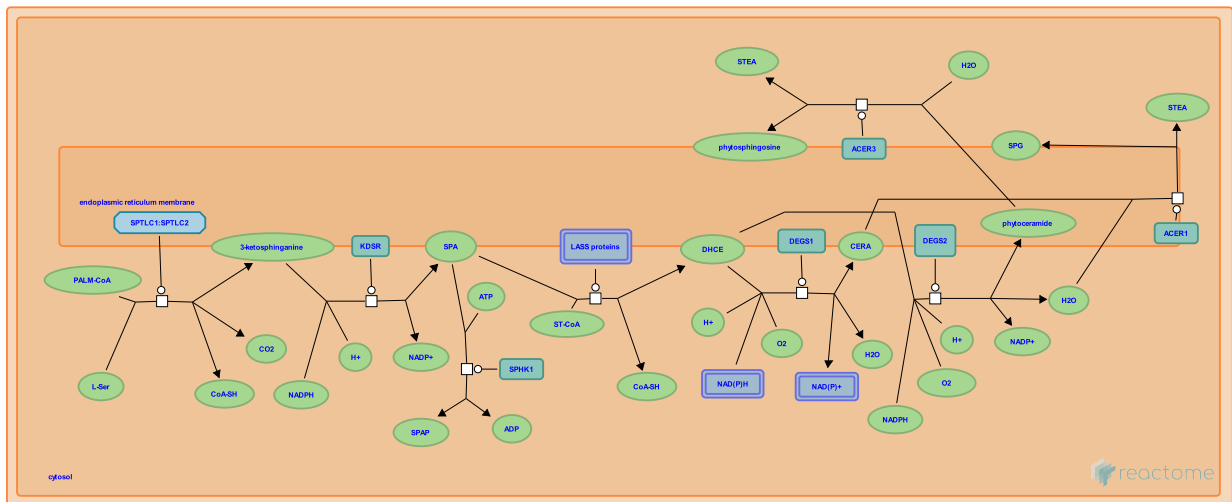 STEA
H2O
STEA
phytosphingosine
ACER3
SPG
endoplasmic reticulum membrane
SPTLC1:SPTLC2
3-ketosphinganine
KDSR
SPA
LASS proteins
DHCE
DEGS1
CERA
DEGS2
phytoceramide
ACER1
PALM-CoA
ATP
ST-CoA
H+
O2
H2O
H+
NADP+
H2O
CO2
H+
NADP+
L-Ser
CoA-SH
NADPH
SPHK1
CoA-SH
NAD(P)H
NAD(P)+
O2
NADPH
SPAP
ADP
cytosol
reactome